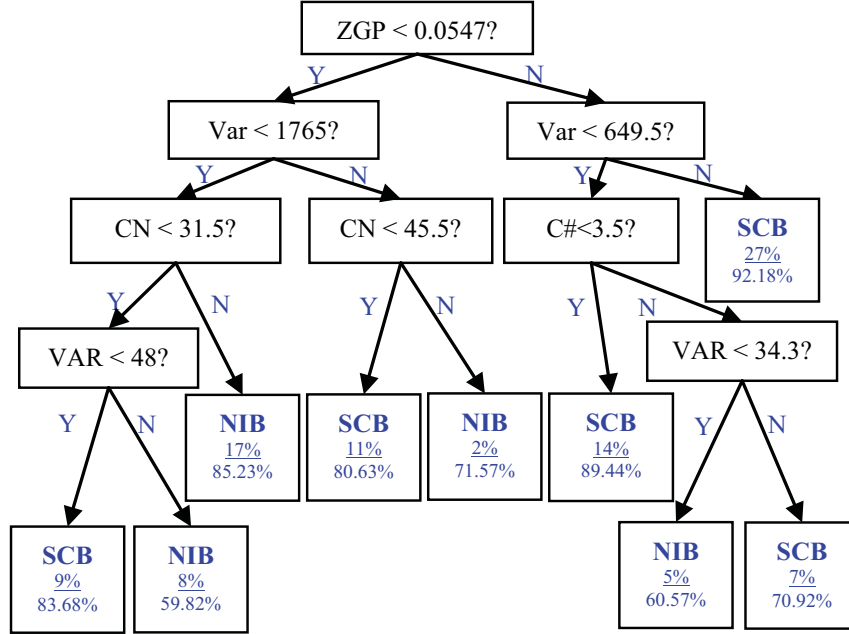 ZGP < 0.0547?
Y
N
Var < 1765?
Var < 649.5?
Y
N
Y
N
CN < 31.5?
CN < 45.5?
C#<3.5?
SCB
27%
92.18%
Y
N
Y
N
Y
N
VAR < 48?
VAR < 34.3?
Y
N
NIB
17%
85.23%
SCB
11%
80.63%
NIB
2%
71.57%
SCB
14%
89.44%
Y
N
SCB
9%
83.68%
NIB
8%
59.82%
NIB
5%
60.57%
SCB
7%
70.92%